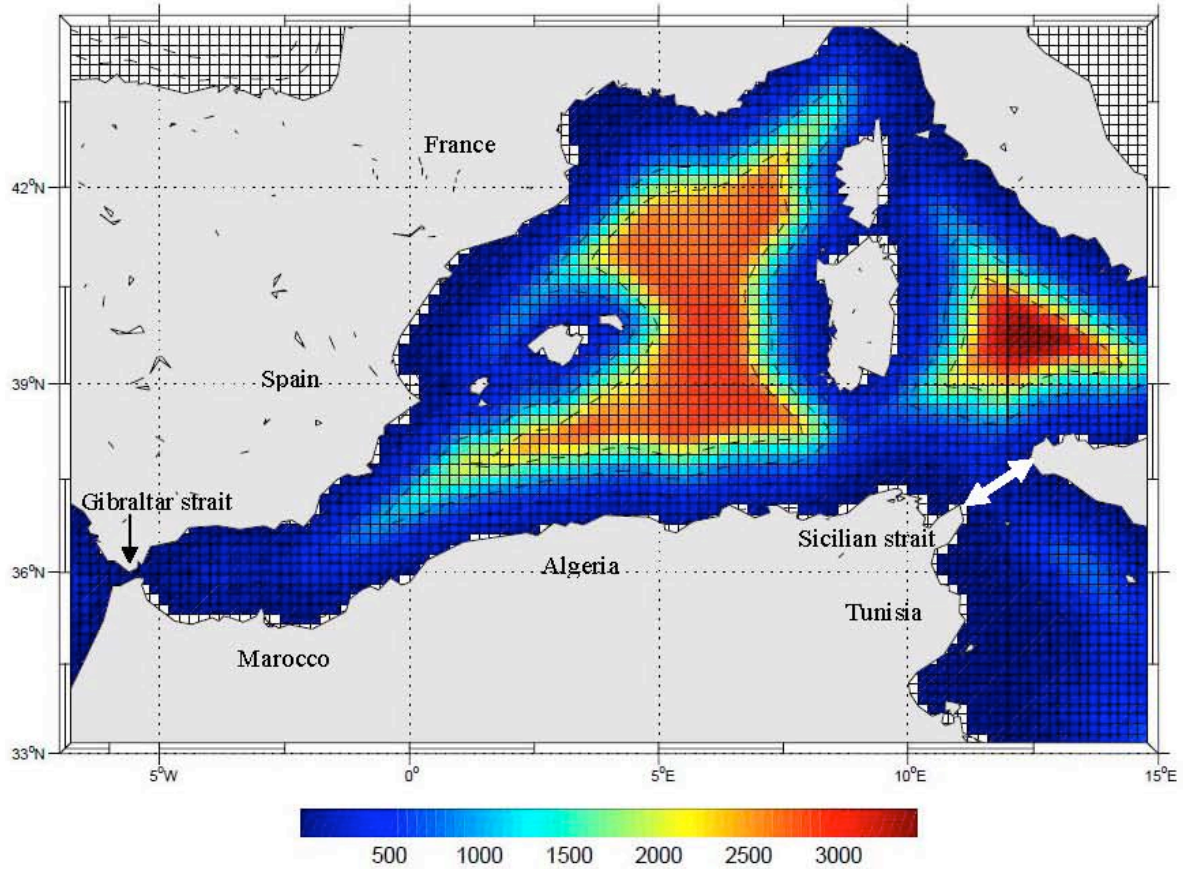 France
42°N
39°N
Spain
Gibraltar strait
Sicilian strait
36°N
Algeria
Tunisia
Marocco
33°N
5°W
0°
5°E
10°E
15°E
500
1000
1500
2000
2500
3000